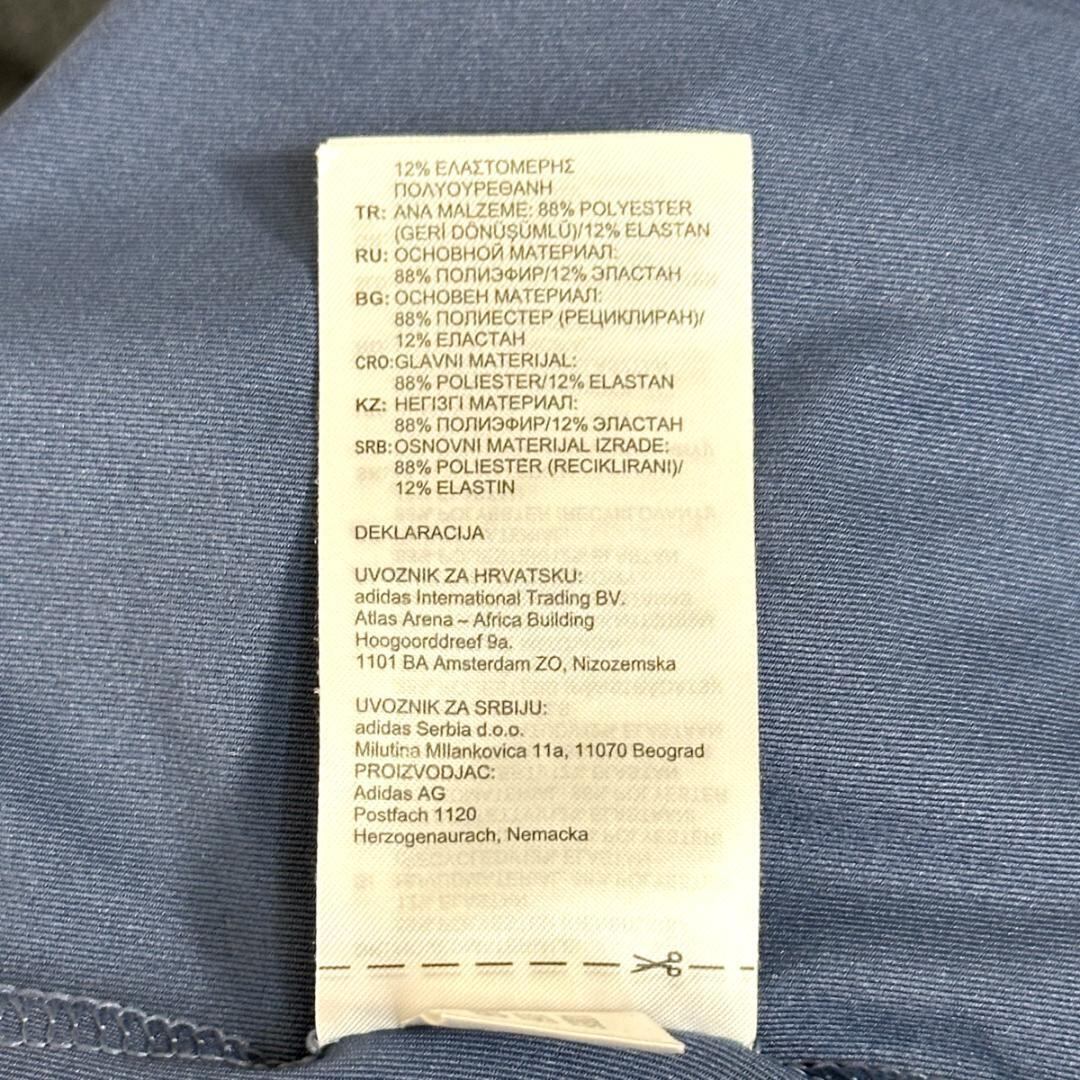 12% ΕΛΑΣΤΟΜΕΡΗΣ
ΠΟΛΥΟΥΡΕΘΑΝΗ
TR: ANA MALZEME: 88% POLYESTER
(GERİ DÖNÜŞÜMLÜ)/12% ELASTAN
RU: ОСНОВНОЙ МАТЕРИАЛ:
88% ПОЛИЭФИР/12% ЭЛАСТАН
BG: ОСНОВЕН МАТЕРИАЛ:
88% ПОЛИЕСТЕР (РЕЦИКЛИРАН)/
12% ЕЛАСТАН
CRO: GLAVNI MATERIJAL:
88% POLIESTER/12% ELASTAN
KZ: НЕГІЗГІ МАТЕРИАЛ:
88% ПОЛИЭФИР/12% ЭЛАСТАН
SRB: OSNOVNI MATERIJAL IZRADE:
88% POLIESTER (RECIKLIRANI)/
12% ELASTIN
DEKLARACIJA
UVOZNIK ZA HRVATSKU:
adidas International Trading BV.
Atlas Arena – Africa Building
Hoogoorddreef 9a.
1101 BA Amsterdam ZO, Nizozemska
UVOZNIK ZA SRBIJU:
adidas Serbia d.o.o.
Milutina MIlankovica 11a, 11070 Beograd
PROIZVODJAC:
Adidas AG
Postfach 1120
Herzogenaurach, Nemacka